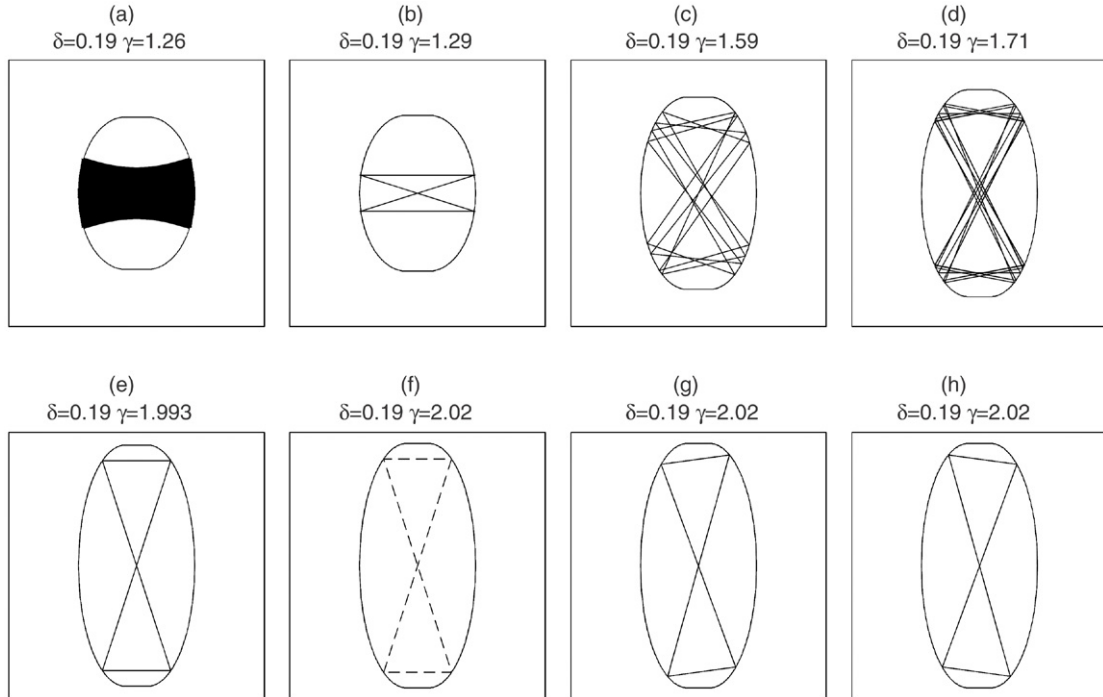 (a)
δ=0.19 γ=1.26
(b)
δ=0.19 γ=1.29
(c)
δ=0.19 γ=1.59
(d)
δ=0.19 γ=1.71
(e)
δ=0.19 γ=1.993
(f)
δ=0.19 γ=2.02
(g)
δ=0.19 γ=2.02
(h)
δ=0.19 γ=2.02